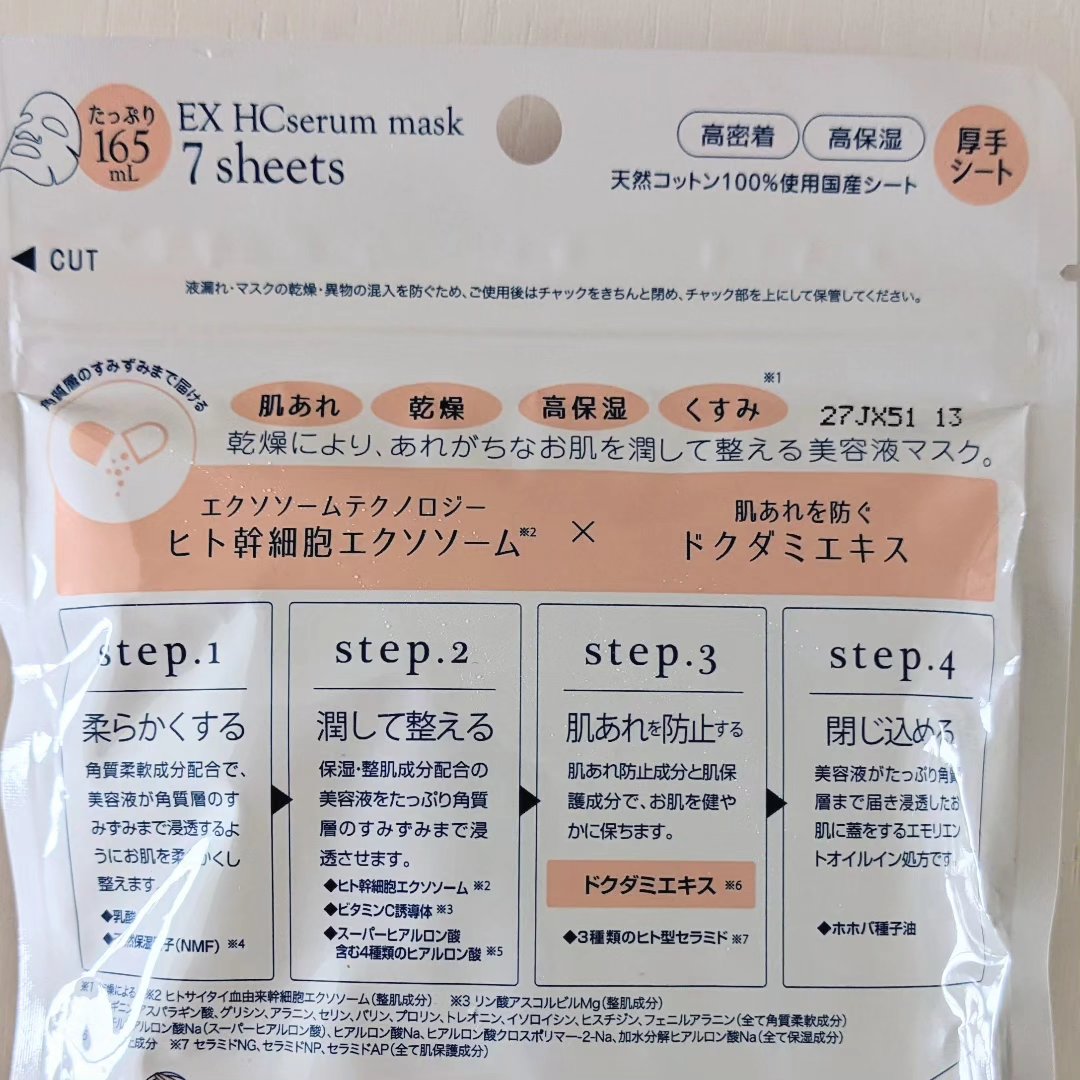 たっぷり
165
mL
EX HCserum mask
7 sheets
高密着
高保湿
厚手
シート
天然コットン100%使用国産シート
CUT
液漏れ・マスクの乾燥・異物の混入を防ぐため、ご使用後はチャックをきちんと閉め、チャック部を上にして保管してください。
角質層のすみずみまで届ける
肌あれ
乾燥
高保湿
くすみ
※1
27JX51 13
乾燥により、あれがちなお肌を潤して整える美容液マスク。
エクソソームテクノロジー
ヒト幹細胞エクソソーム※2
×
肌あれを防ぐ
ドクダミエキス
step.1
柔らかくする
角質柔軟成分配合で、
美容液が角質層のす
みずみまで浸透するよ
うにお肌を柔らかくし
整えます
◆乳酸
子(NMF) ※4
step.2
潤して整える
保湿・整肌成分配合の
美容液をたっぷり角質
層のすみずみまで浸
透させます。
◆ヒト幹細胞エクソソーム ※2
◆ビタミンC誘導体 ※3
◆スーパーヒアルロン酸
含む4種類のヒアルロン酸 ※5
step.3
肌あれを防止する
肌あれ防止成分と肌保
護成分で、お肌を健や
かに保ちます。
ドクダミエキス ※6
◆3種類のヒト型セラミド ※7
step.4
閉じ込める
美容液がたっぷり角質
層まで届き浸透したお
肌に蓋をするエモリエン
トオイルイン処方です
◆ホホバ種子油
※1 乾燥による ※2 ヒトサイタイ血由来幹細胞エクソソーム(整肌成分) ※3 リン酸アスコルビルMg(整肌成分)
アスパラギン酸、グリシン、アラニン、セリン、バリン、プロリン、トレオニン、イソロイシン、ヒスチジン、フェニルアラニン(全て角質柔軟成分)
アルロン酸Na(スーパーヒアルロン酸)、ヒアルロン酸Na、ヒアルロン酸クロスポリマー-2-Na、加水分解ヒアルロン酸Na(全て保湿成分)
成分 ※7 セラミドNG、セラミドNP、セラミドAP(全て肌保護成分)